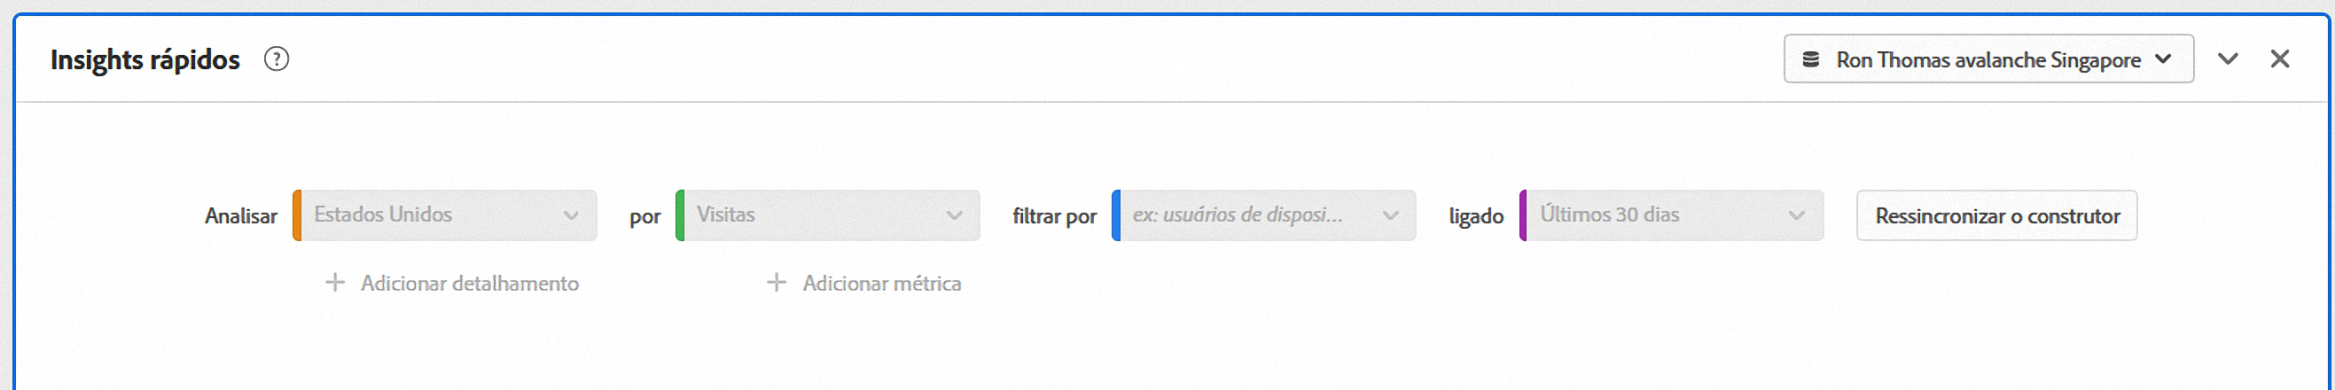 Insights rápidos ?
Ron Thomas avalanche Singapore
Analisar Estados Unidos por Visitas filtrar por ex: usuários de disposi... ligado Últimos 30 dias Ressincronizar o construtor
+ Adicionar detalhamento + Adicionar métrica